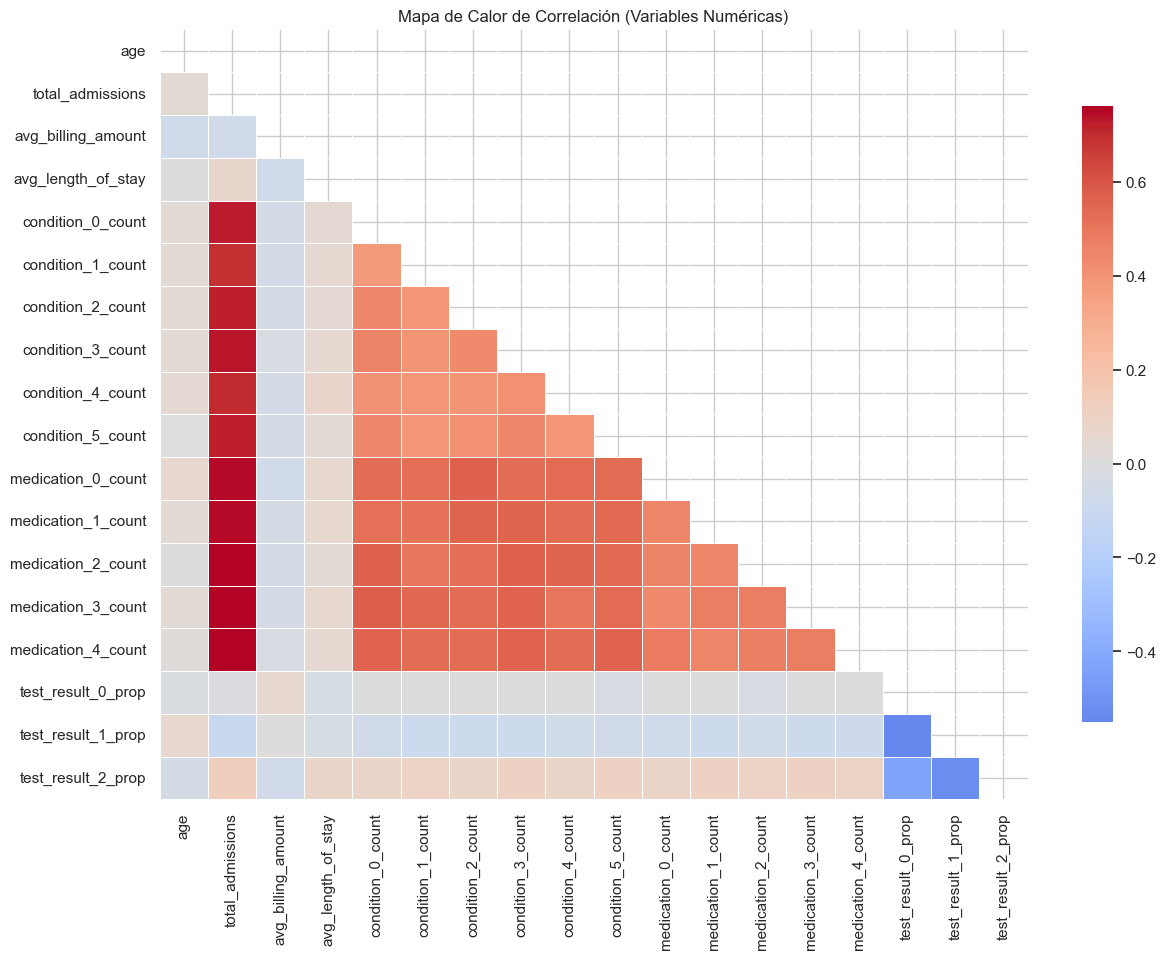 Mapa de Calor de Correlación (Variables Numéricas)
age
total_admissions
avg_billing_amount
avg_length_of_stay
condition_0_count
condition_1_count
condition_2_count
condition_3_count
condition_4_count
condition_5_count
medication_0_count
medication_1_count
medication_2_count
medication_3_count
medication_4_count
test_result_0_prop
test_result_1_prop
test_result_2_prop
age
total_admissions
avg_billing_amount
avg_length_of_stay
condition_0_count
condition_1_count
condition_2_count
condition_3_count
condition_4_count
condition_5_count
medication_0_count
medication_1_count
medication_2_count
medication_3_count
medication_4_count
test_result_0_prop
test_result_1_prop
test_result_2_prop
0.6
0.4
0.2
0.0
−0.2
−0.4